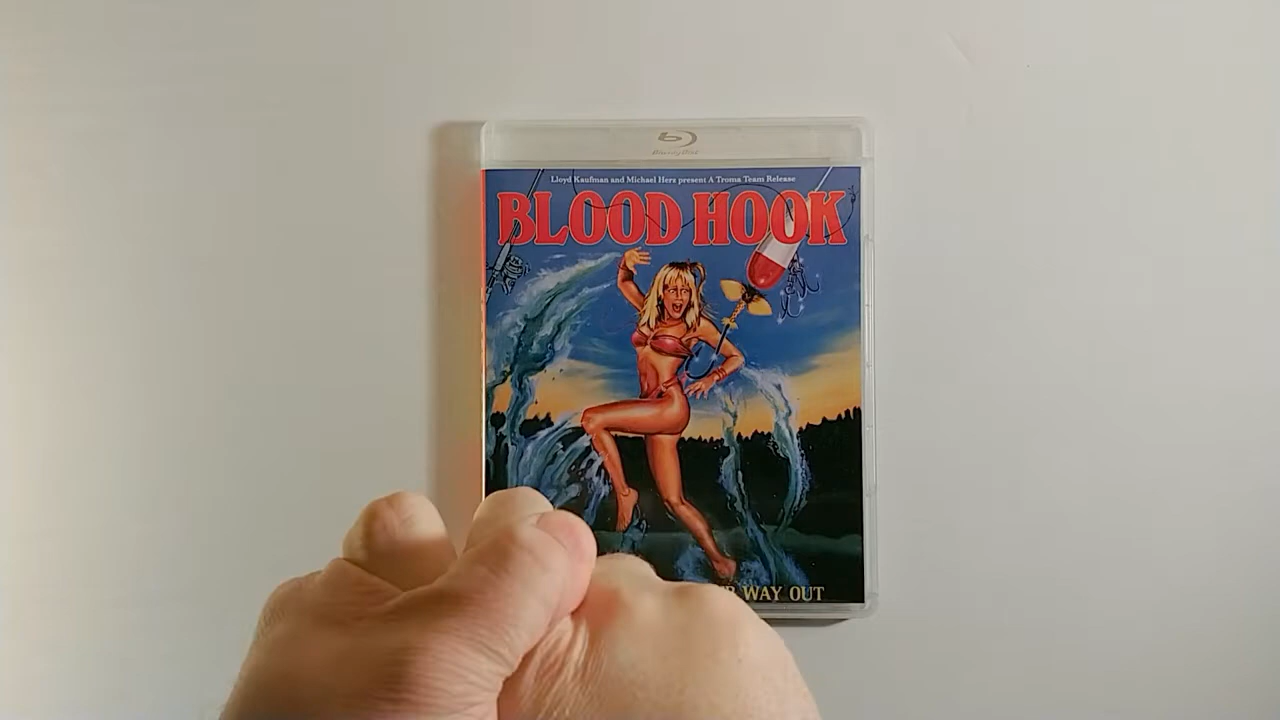 Blu-ray Disc
Lloyd Kaufman and Michael Herz present A Troma Team Release
BLOOD HOOK
WAY OUT